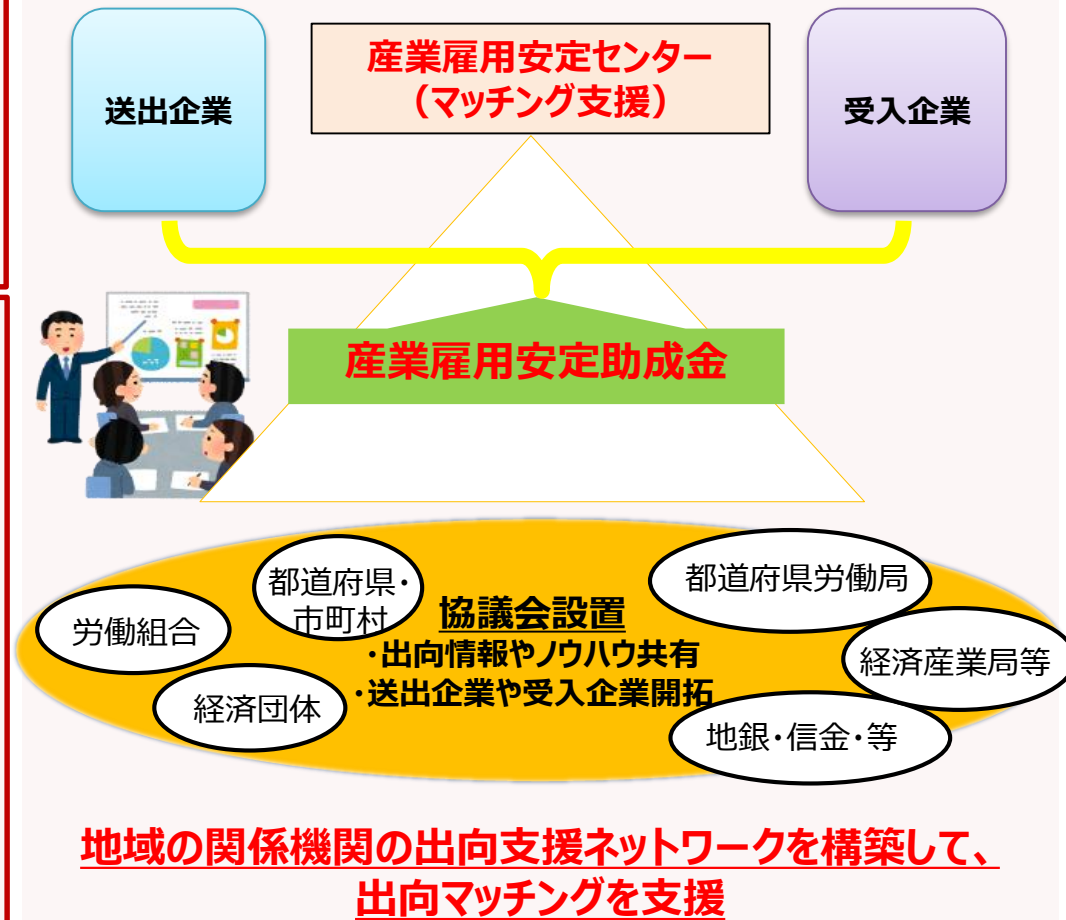 送出企業
産業雇用安定センター
（マッチング支援）
受入企業
産業雇用安定助成金
都道府県・
市町村
都道府県労働局
労働組合
協議会設置
・出向情報やノウハウ共有
・送出企業や受入企業開拓
経済産業局等
経済団体
地銀・信金・等
地域の関係機関の出向支援ネットワークを構築して、
出向マッチングを支援